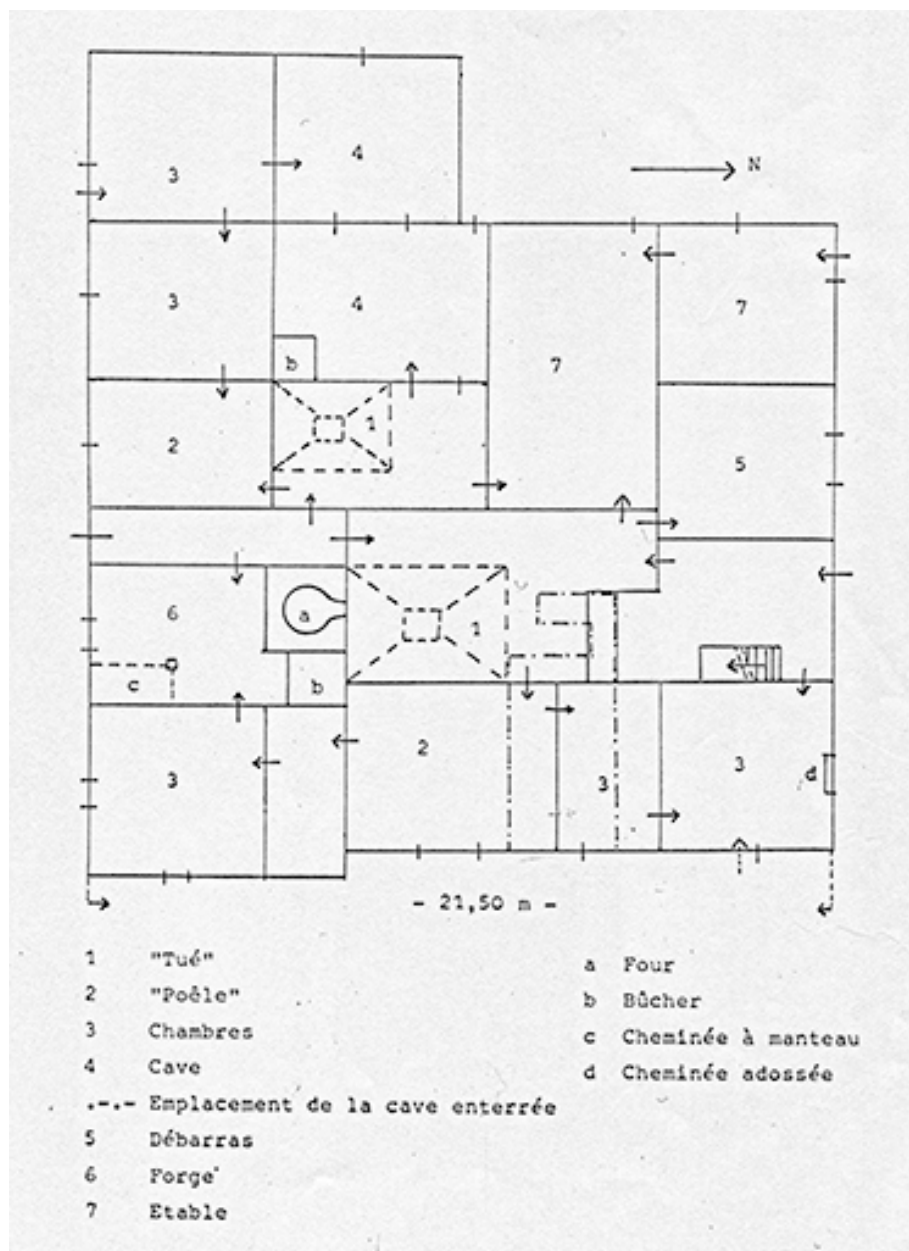 3
4
N
3
4
7
7
b
2
1
5
6
a
1
c
b
3
2
3
3
d
- 21,50 m -
1 "Tué"
2 "Poêle"
3 Chambres
4 Cave
.-.- Emplacement de la cave enterrée
5 Débarras
6 Forge
7 Etable
a Four
b Bûcher
c Cheminée à manteau
d Cheminée adossée